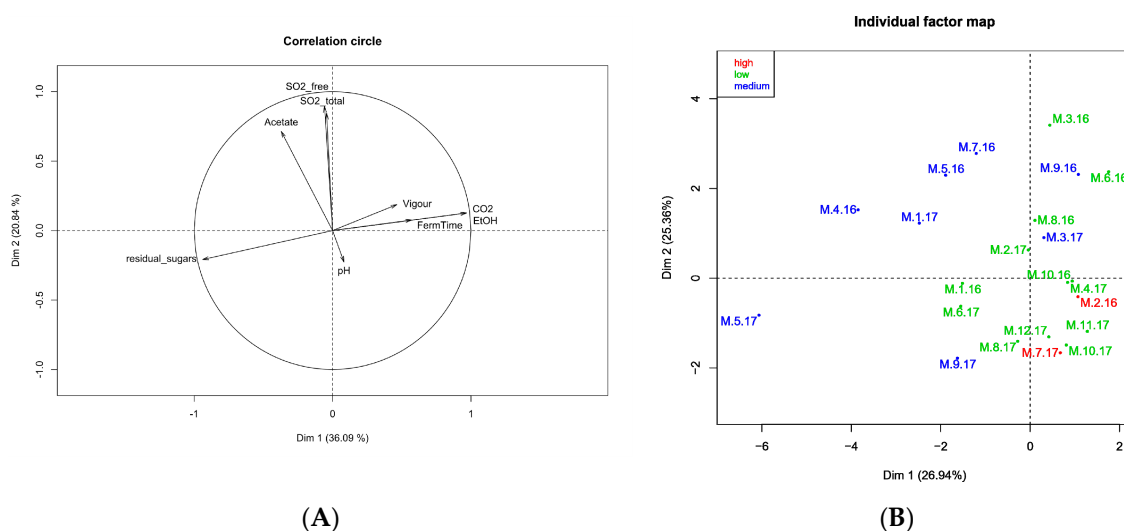 Correlation circle
SO2_free
SO2_total
Acetate
Vigour
CO2
EtOH
FermTime
residual_sugars
pH
1.0
0.5
0.0
-0.5
-1.0
Dim 2 (20.84 %)
-1
0
1
Dim 1 (36.09 %)
(A)
Individual factor map
high
low
medium
M.3.16
M.7.16
M.5.16
M.9.16
M.6.16
M.4.16
M.1.17
M.8.16
M.3.17
M.2.17
M.10.16
M.1.16
M.4.17
M.2.16
M.6.17
M.5.17
M.12.17
M.11.17
M.8.17
M.7.17
M.10.17
M.9.17
4
2
0
-2
Dim 2 (25.36%)
-6
-4
-2
0
2
Dim 1 (26.94%)
(B)